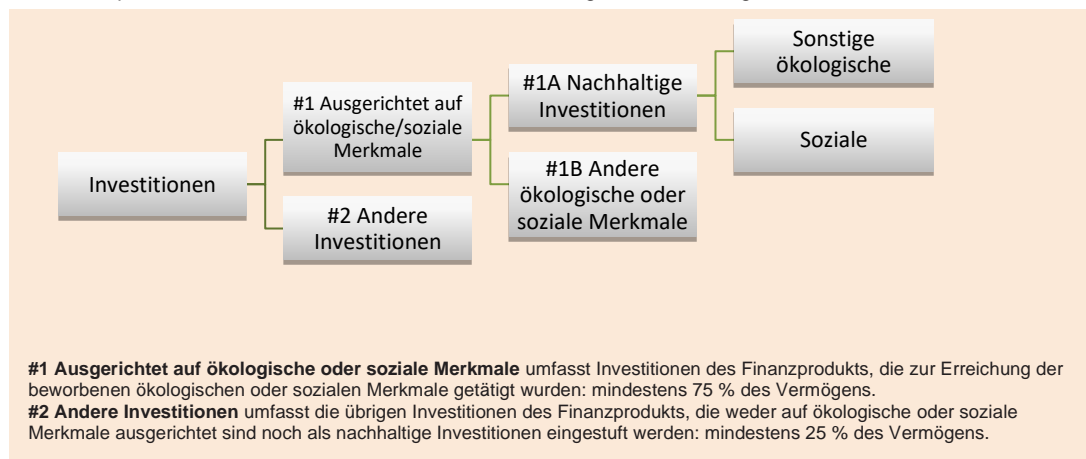 Investitionen
#1 Ausgerichtet auf
ökologische/soziale
Merkmale
#2 Andere
Investitionen
#1A Nachhaltige
Investitionen
#1B Andere
ökologische oder
soziale Merkmale
Sonstige
ökologische
Soziale
#1 Ausgerichtet auf ökologische oder soziale Merkmale umfasst Investitionen des Finanzprodukts, die zur Erreichung der
beworbenen ökologischen oder sozialen Merkmale getätigt wurden: mindestens 75 % des Vermögens.
#2 Andere Investitionen umfasst die übrigen Investitionen des Finanzprodukts, die weder auf ökologische oder soziale
Merkmale ausgerichtet sind noch als nachhaltige Investitionen eingestuft werden: mindestens 25 % des Vermögens.